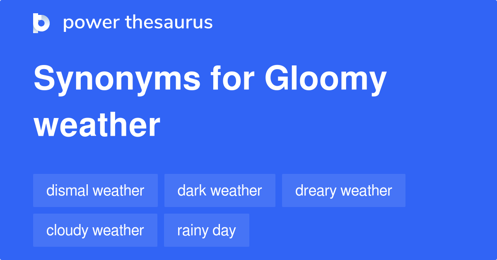 power thesaurus
Synonyms for Gloomy
weather
dismal weather dark weather dreary weather
cloudy weather rainy day